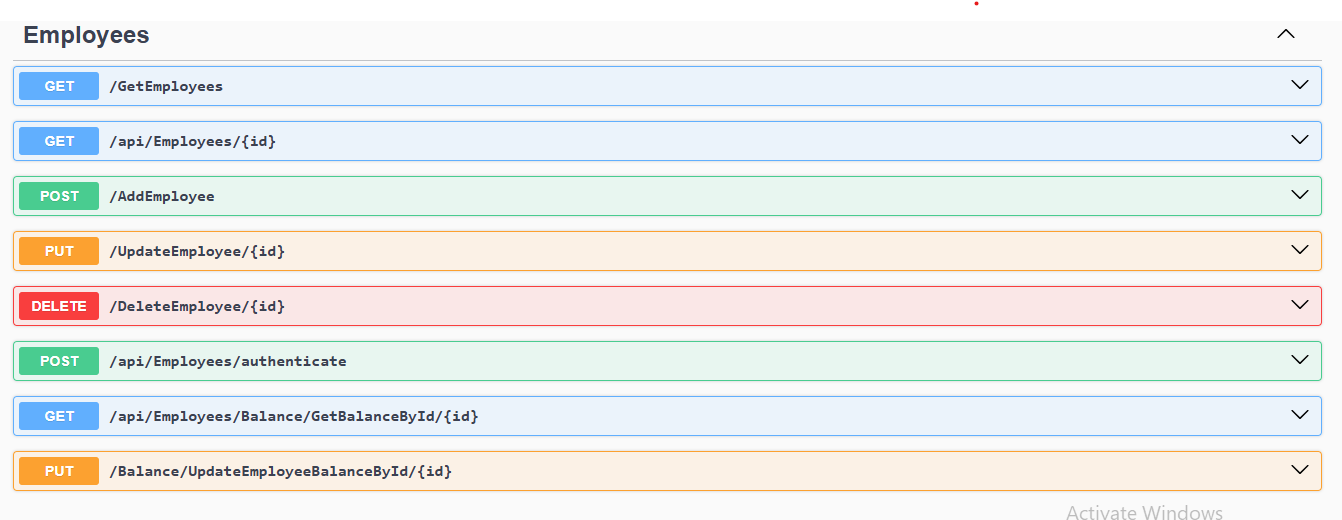 Employees
GET /GetEmployees
GET /api/Employees/{id}
POST /AddEmployee
PUT /UpdateEmployee/{id}
DELETE /DeleteEmployee/{id}
POST /api/Employees/authenticate
GET /api/Employees/Balance/GetBalanceById/{id}
PUT /Balance/UpdateEmployeeBalanceById/{id}
Activate Windows